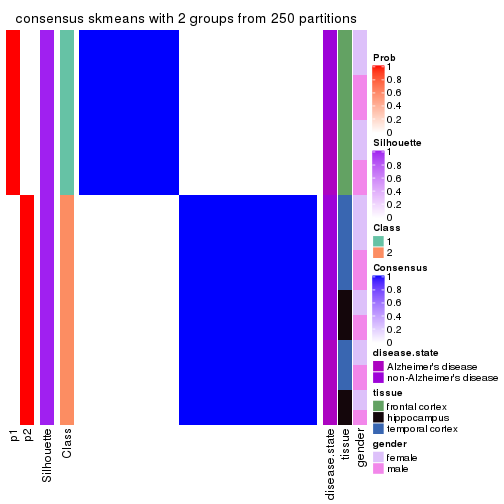 consensus skmeans with 2 groups from 250 partitions
Prob
1
0.8
0.6
0.4
0.2
0
Silhouette
1
0.8
0.6
0.4
0.2
0
Class
1
2
Consensus
1
0.8
0.6
0.4
0.2
0
disease.state
Alzheimer's disease
non-Alzheimer's disease
tissue
frontal cortex
hippocampus
temporal cortex
gender
female
male
p1
p2
Silhouette
Class
disease.state
tissue
gender